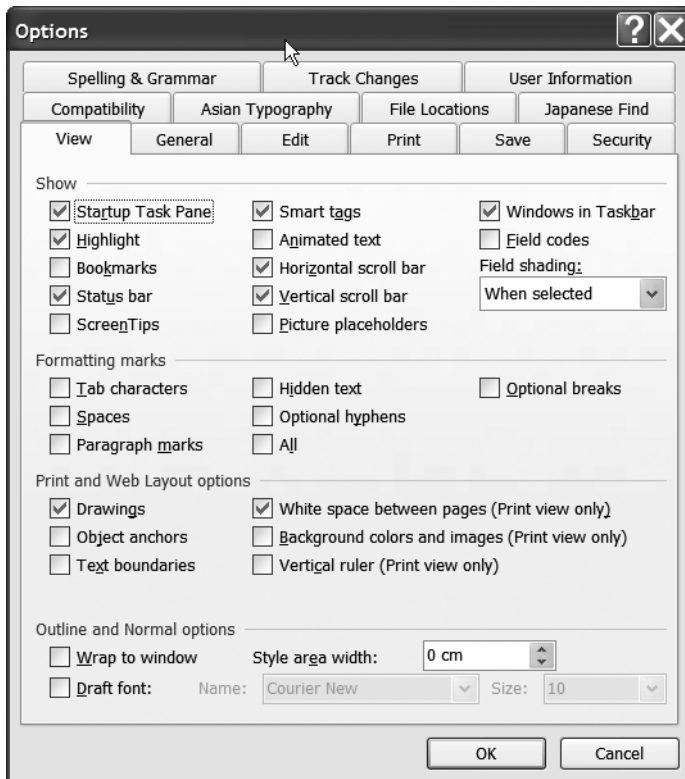 Options
Spelling & Grammar Track Changes User Information
Compatibility Asian Typography File Locations Japanese Find
View General Edit Print Save Security
Show
Startup Task Pane Smart tags Windows in Taskbar
Highlight Animated text Field codes
Bookmarks Horizontal scroll bar Field shading:
Status bar Vertical scroll bar When selected
ScreenTips Picture placeholders
Formatting marks
Tab characters Hidden text Optional breaks
Spaces Optional hyphens
Paragraph marks All
Print and Web Layout options
Drawings White space between pages (Print view only)
Object anchors Background colors and images (Print view only)
Text boundaries Vertical ruler (Print view only)
Outline and Normal options
Wrap to window Style area width: 0 cm
Draft font: Name: Courier New Size: 10
OK Cancel